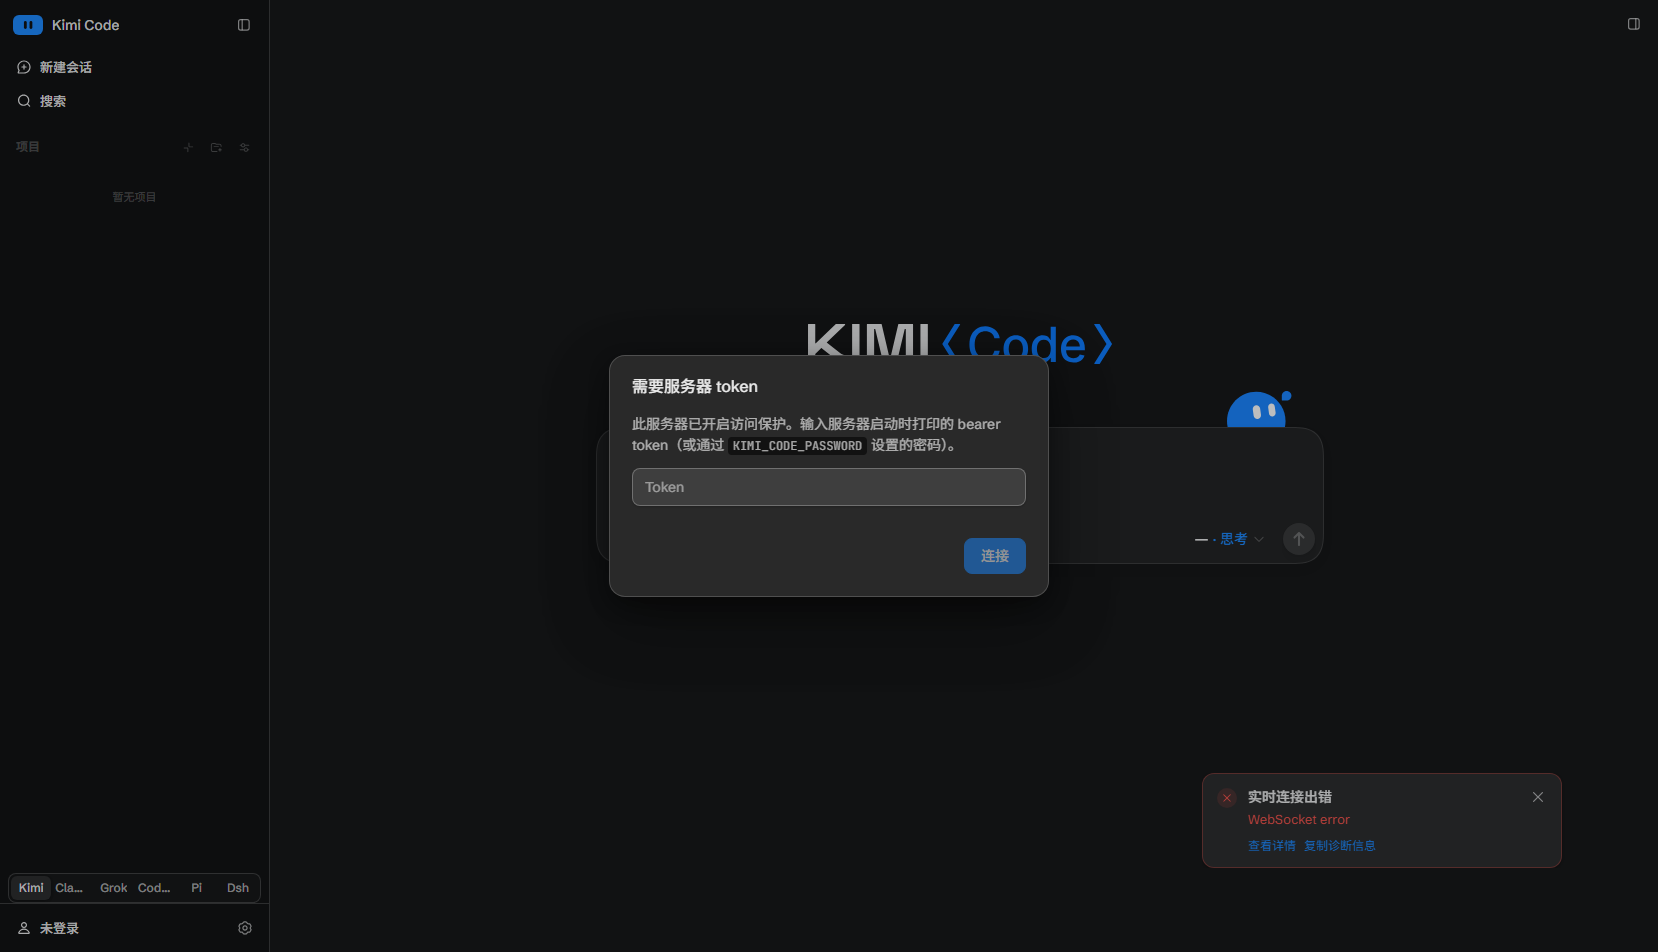 Kimi Code
新建会话
搜索
项目
暂无项目
KIMI Code
需要服务器 token
此服务器已开启访问保护。输入服务器启动时打印的 bearer
token（或通过 KIMI_CODE_PASSWORD 设置的密码）。
Token
连接
— · 思考
实时连接出错
WebSocket error
查看详情 复制诊断信息
Kimi Cla... Grok Cod... Pi Dsh
未登录